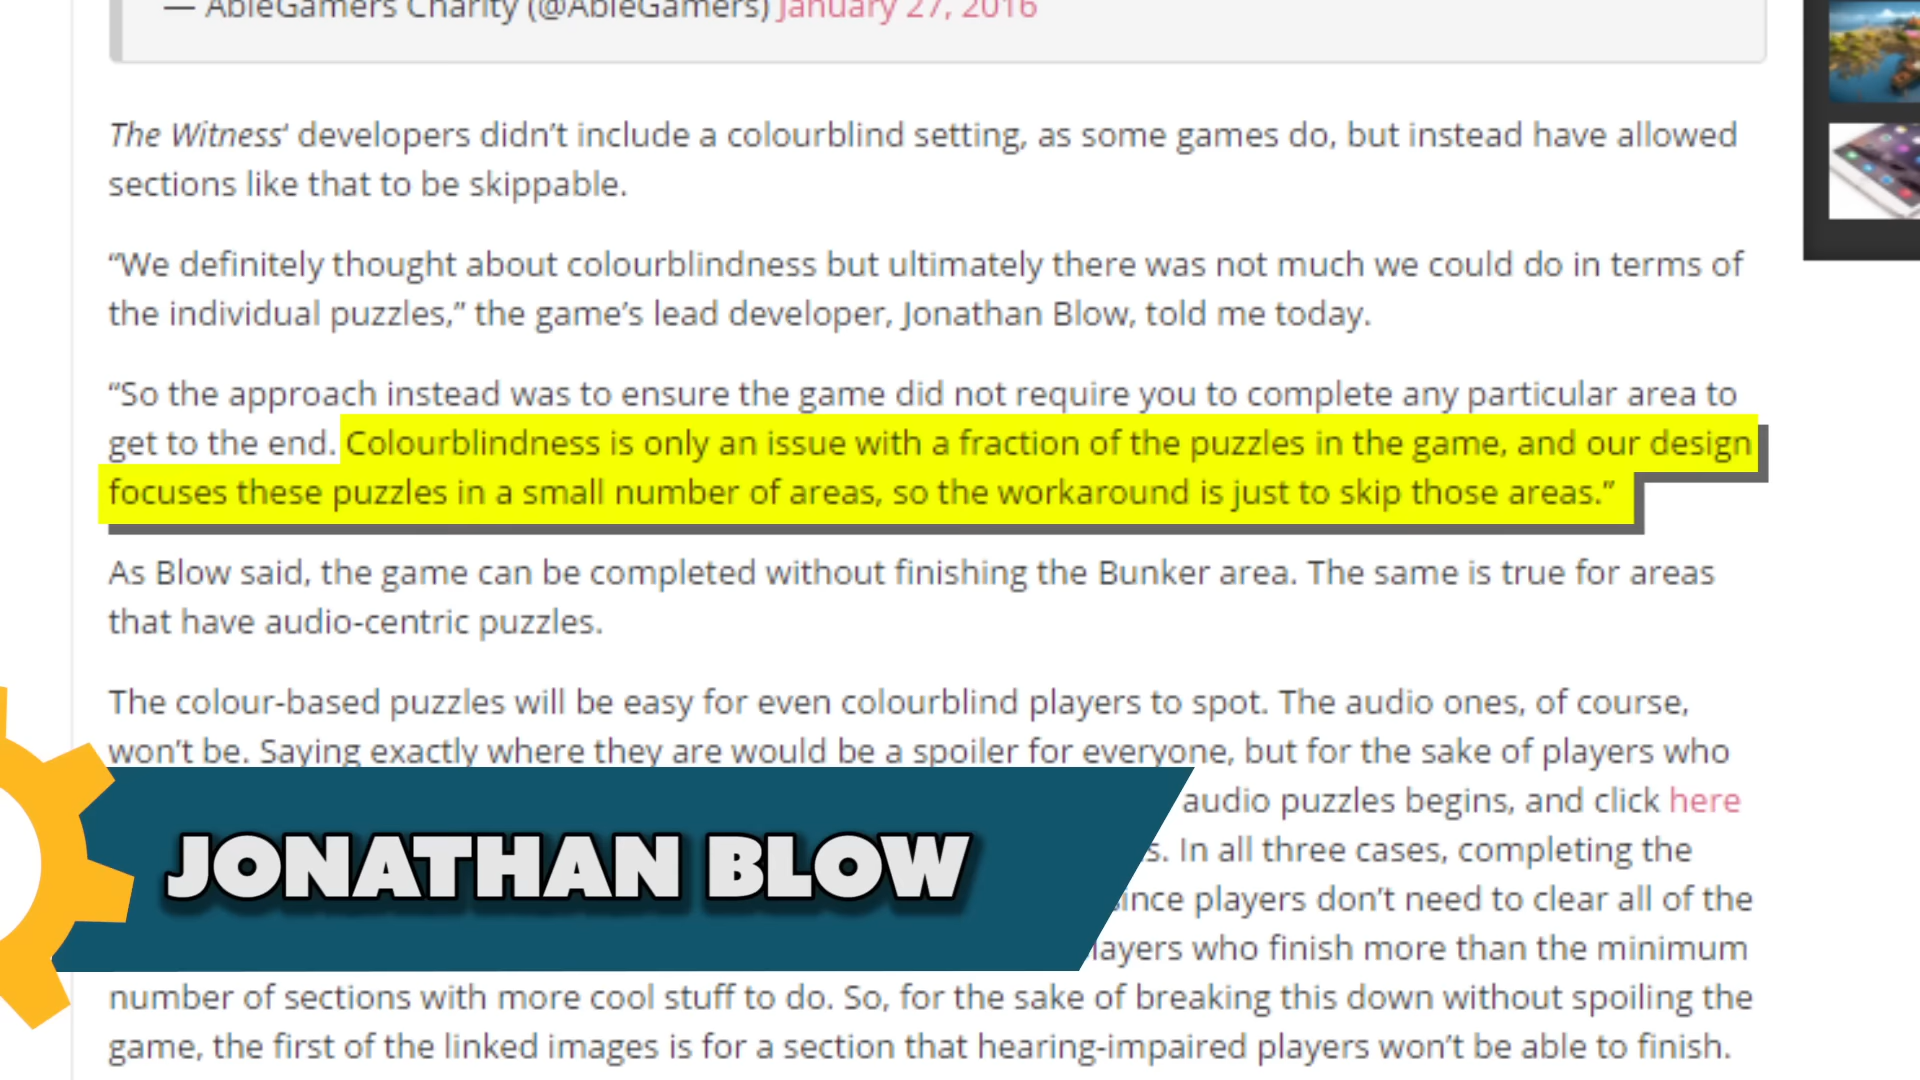 — AbleGamers Charity (@AbleGamers) January 27, 2016
The Witness' developers didn't include a colourblind setting, as some games do, but instead have allowed
sections like that to be skippable.
“We definitely thought about colourblindness but ultimately there was not much we could do in terms of
the individual puzzles,” the game's lead developer, Jonathan Blow, told me today.
“So the approach instead was to ensure the game did not require you to complete any particular area to
get to the end. Colourblindness is only an issue with a fraction of the puzzles in the game, and our design
focuses these puzzles in a small number of areas, so the workaround is just to skip those areas.”
As Blow said, the game can be completed without finishing the Bunker area. The same is true for areas
that have audio-centric puzzles.
The colour-based puzzles will be easy for even colourblind players to spot. The audio ones, of course,
won't be. Saying exactly where they are would be a spoiler for everyone, but for the sake of players who
audio puzzles begins, and click here
s. In all three cases, completing the
since players don't need to clear all of the
players who finish more than the minimum
number of sections with more cool stuff to do. So, for the sake of breaking this down without spoiling the
game, the first of the linked images is for a section that hearing-impaired players won't be able to finish.
JONATHAN BLOW